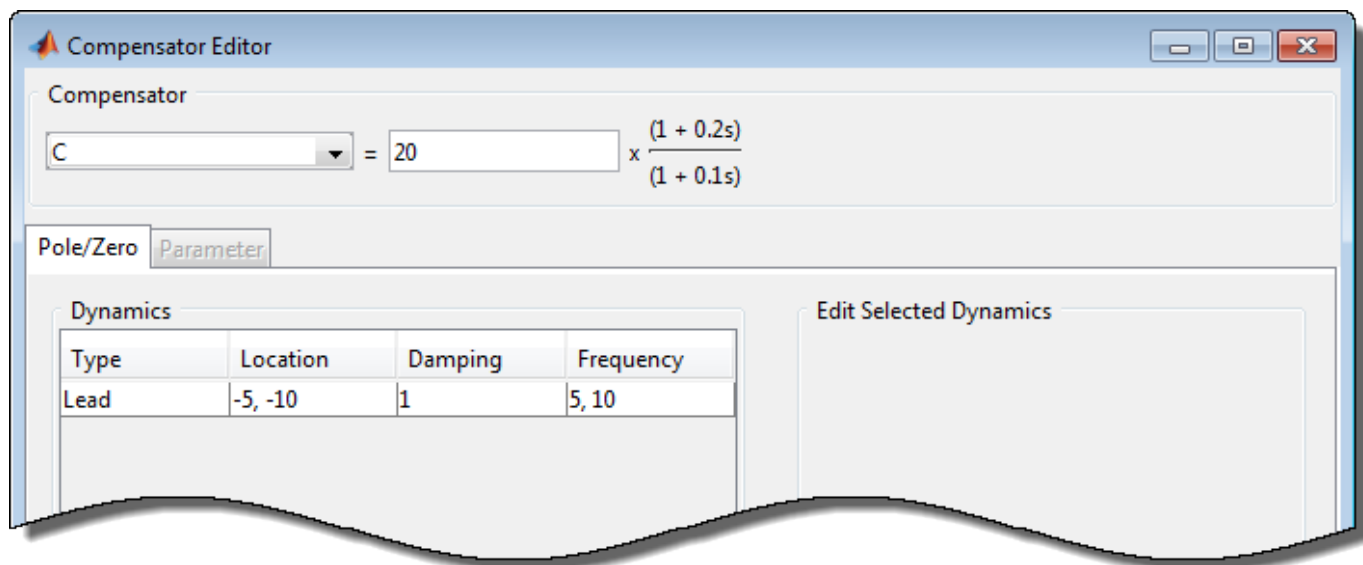 Compensator Editor
Compensator
C = 20 x (1 + 0.2s)
(1 + 0.1s)
Pole/Zero Parameter
Dynamics
Edit Selected Dynamics
Type Location Damping Frequency
Lead -5, -10 1 5, 10